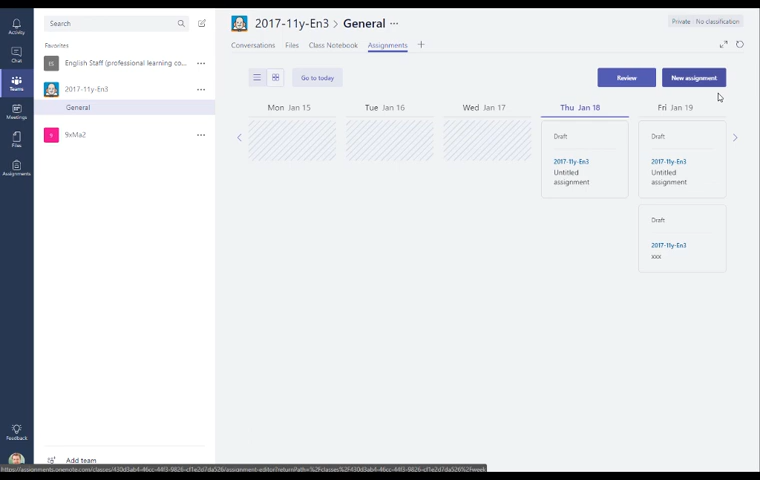 Search
2017-11y-En3 > General ...
Private No classification
Activity
Chat
Teams
Meetings
Files
Assignments
Feedback
Favorites
English Staff (professional learning co...
ES
2017-11y-En3
General
9
9xMa2
Add team
Conversations Files Class Notebook Assignments
Go to today
Review
New assignment
Mon Jan 15 Tue Jan 16 Wed Jan 17 Thu Jan 18 Fri Jan 19
Draft
2017-11y-En3
Untitled
assignment
Draft
2017-11y-En3
Untitled
assignment
Draft
2017-11y-En3
xxx